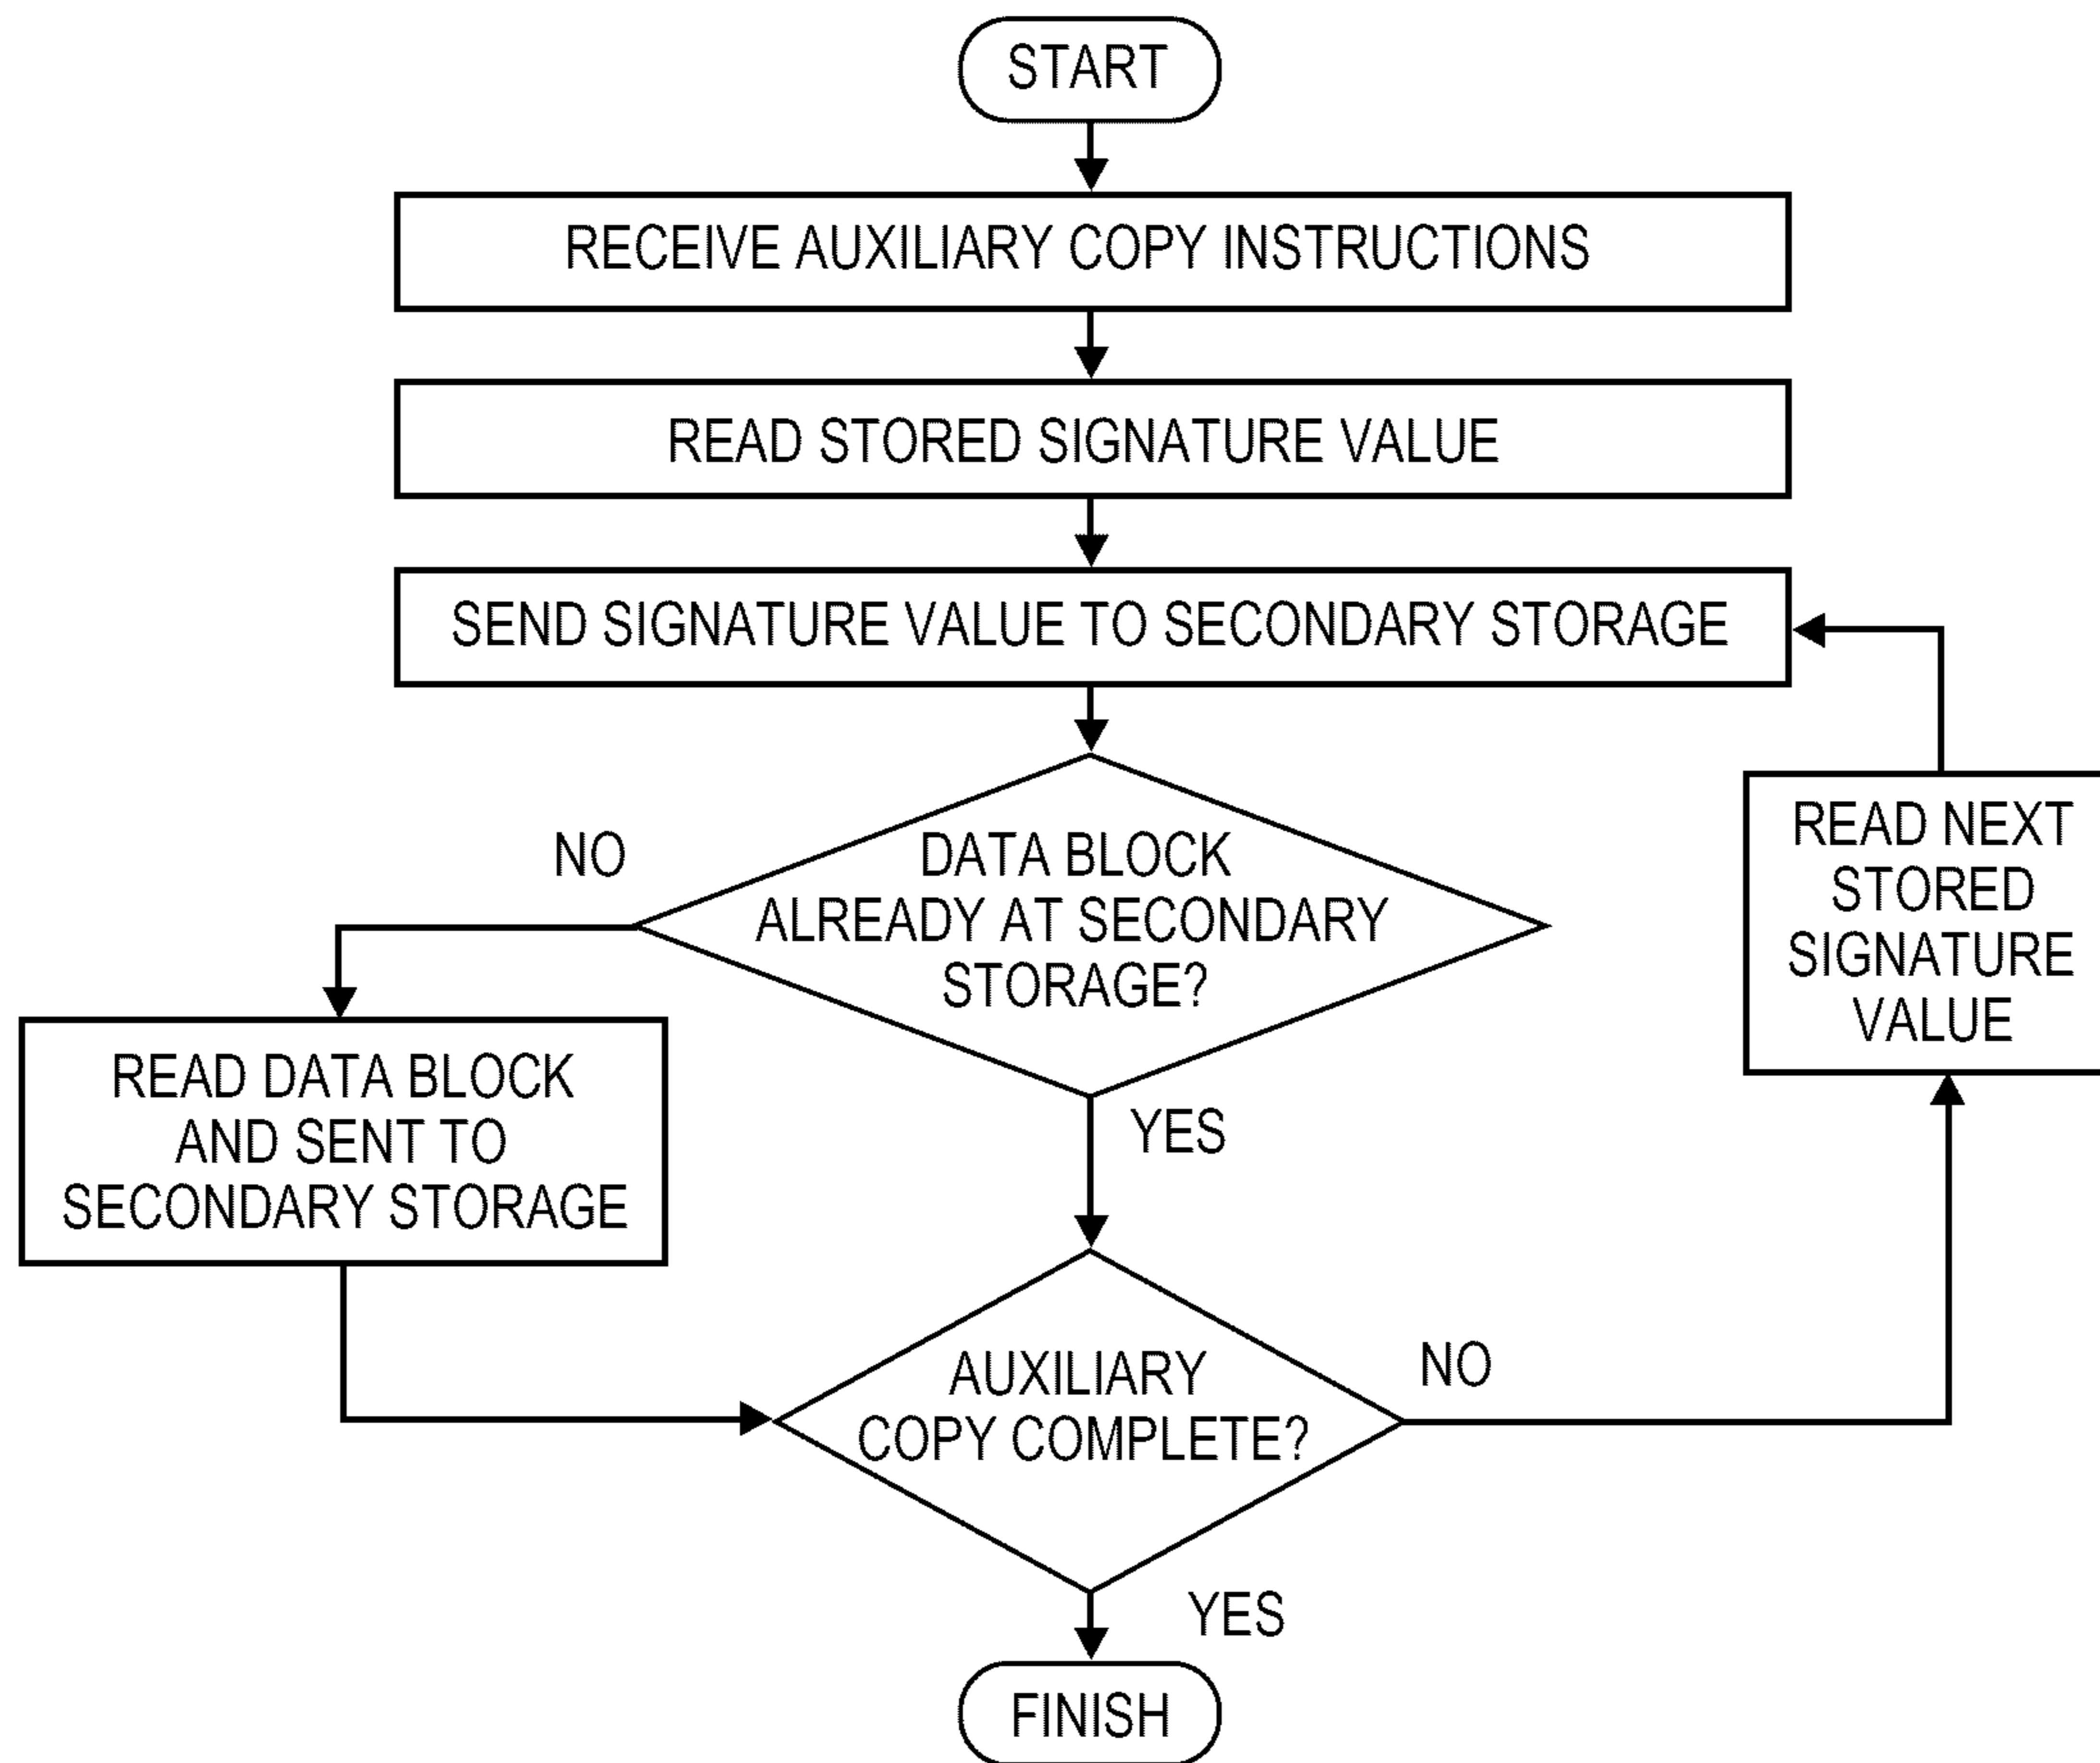 START
RECEIVE AUXILIARY COPY INSTRUCTIONS
READ STORED SIGNATURE VALUE
SEND SIGNATURE VALUE TO SECONDARY STORAGE
NO
DATA BLOCK
ALREADY AT SECONDARY
STORAGE?
READ NEXT
STORED
SIGNATURE
VALUE
READ DATA BLOCK
AND SENT TO
SECONDARY STORAGE
YES
AUXILIARY
COPY COMPLETE?
NO
YES
FINISH